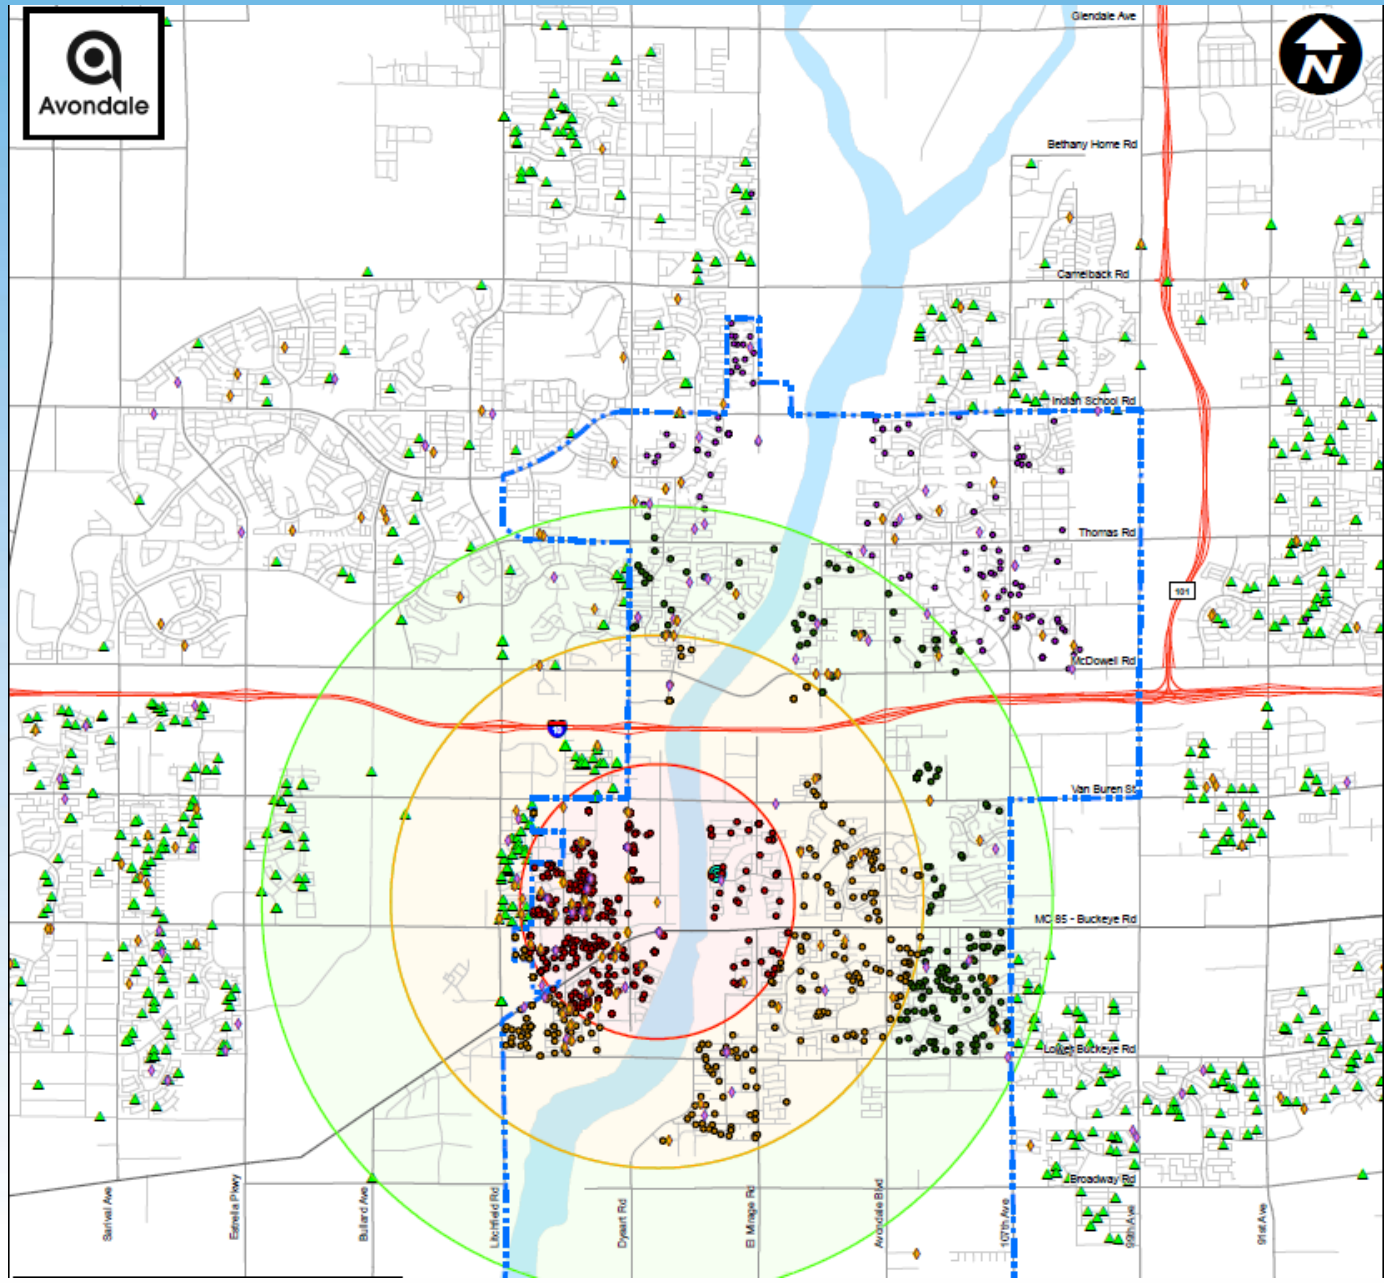 Avondale
N
Glendale Ave
Bethany Home Rd
Camelback Rd
Indian School Rd
Thomas Rd
101
McDowell Rd
10
Van Buren St
MC 85 - Buckeye Rd
Lower Buckeye Rd
Broadway Rd
Sarival Ave
Estrella Pkwy
Bullard Ave
Litchfield Rd
Dysart Rd
El Mirage Rd
Avondale Blvd
107th Ave
99th Ave
91st Ave